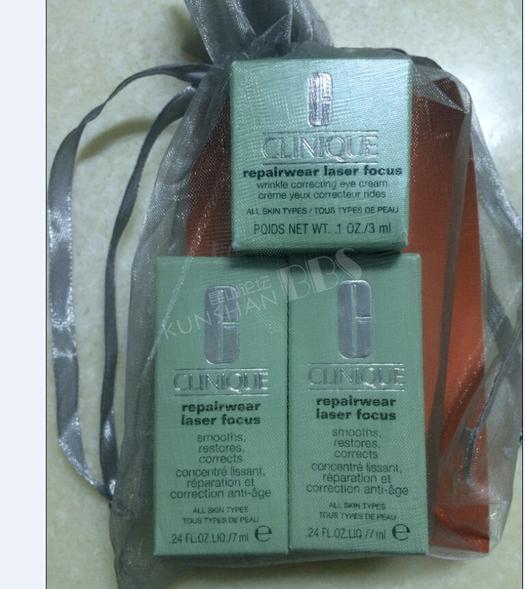 CLINIQUE
repairwear laser focus
wrinkle correcting eye cream
crème yeux correcteur rides
ALL SKIN TYPES / TOUS TYPES DE PEAU
POIDS NET WT. .1 OZ./3 ml
昆山论坛
KUNSHAN BBS
CLINIQUE
repairwear
laser focus
smooths,
restores,
corrects
concentré lissant,
réparation et
correction anti-âge
ALL SKIN TYPES
TOUS TYPES DE PEAU
.24 FL.OZ.LIQ./7 ml e
CLINIQUE
repairwear
laser focus
smooths,
restores,
corrects
concentré lissant,
réparation et
correction anti-âge
ALL SKIN TYPES
TOUS TYPES DE PEAU
.24 FL.OZ.LIQ./7 ml e